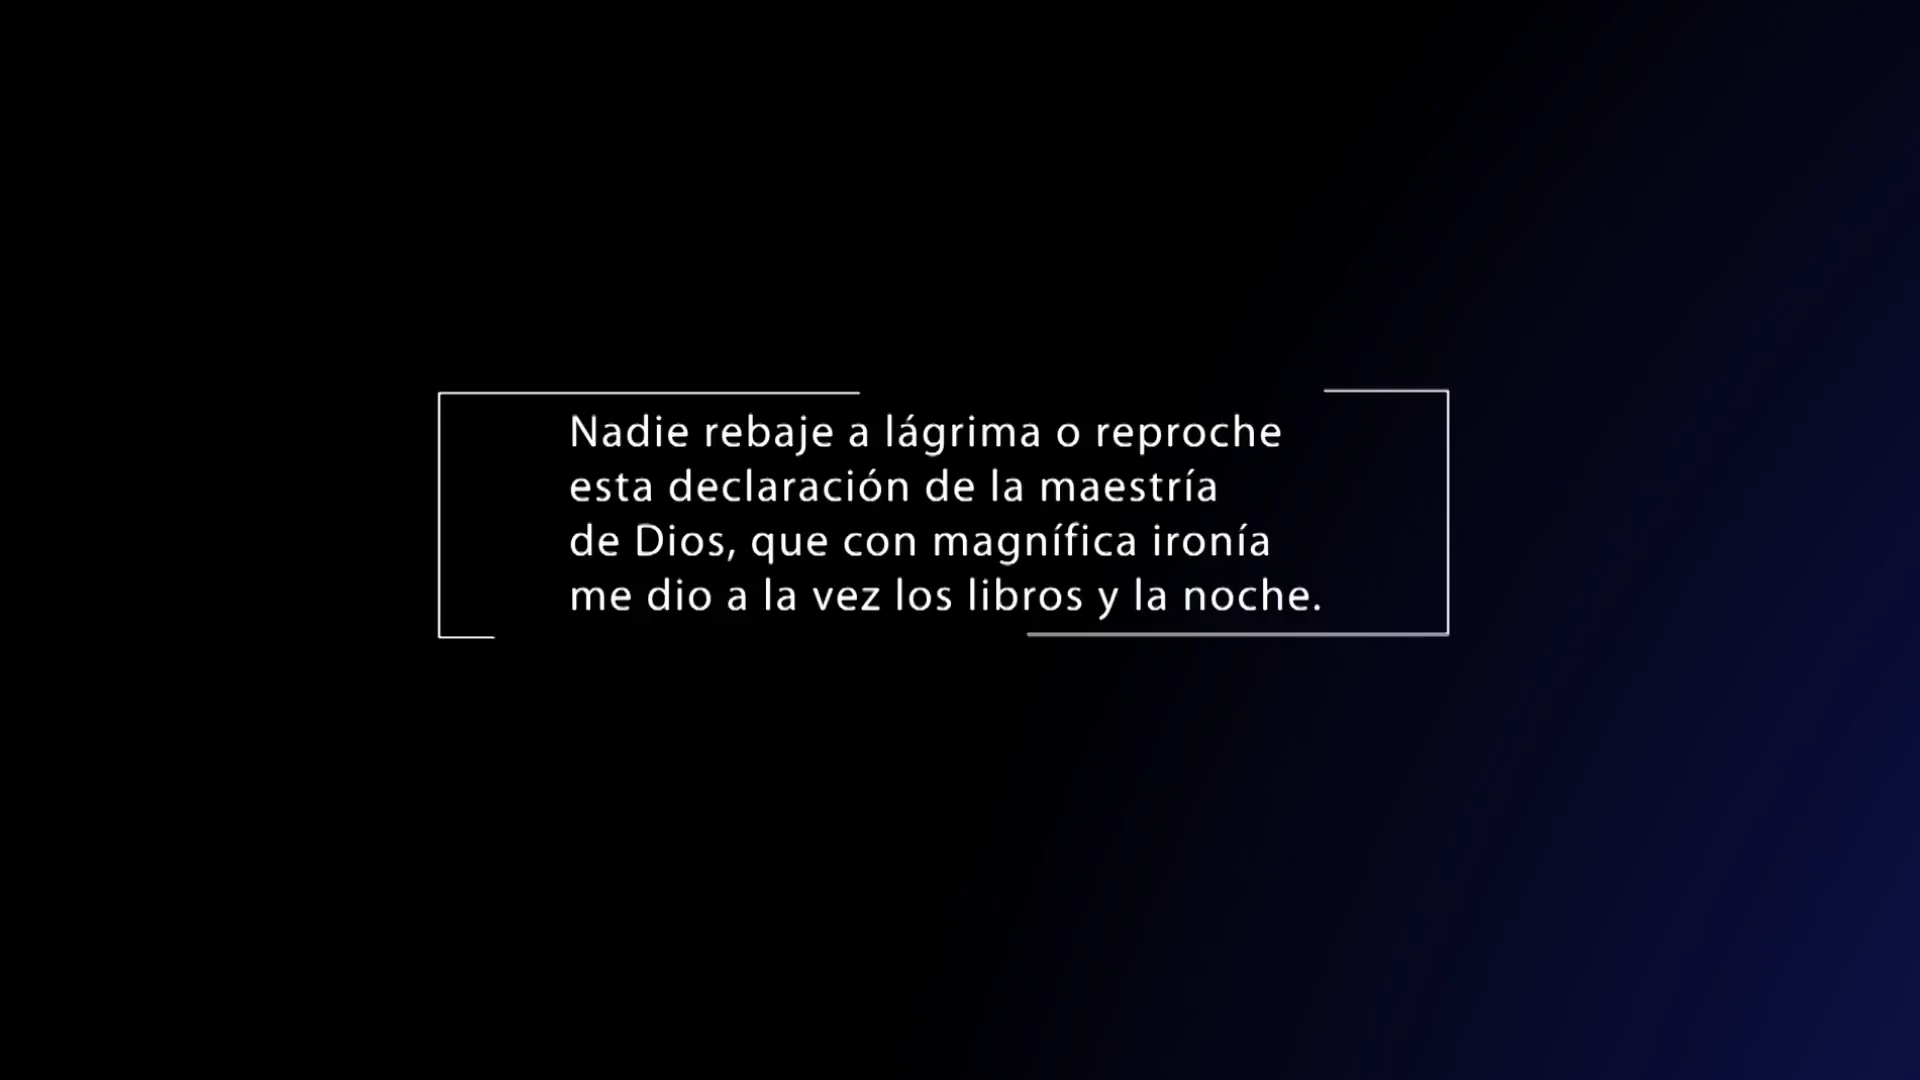 Nadie rebaje a lágrima o reproche
esta declaración de la maestría
de Dios, que con magnífica ironía
me dio a la vez los libros y la noche.